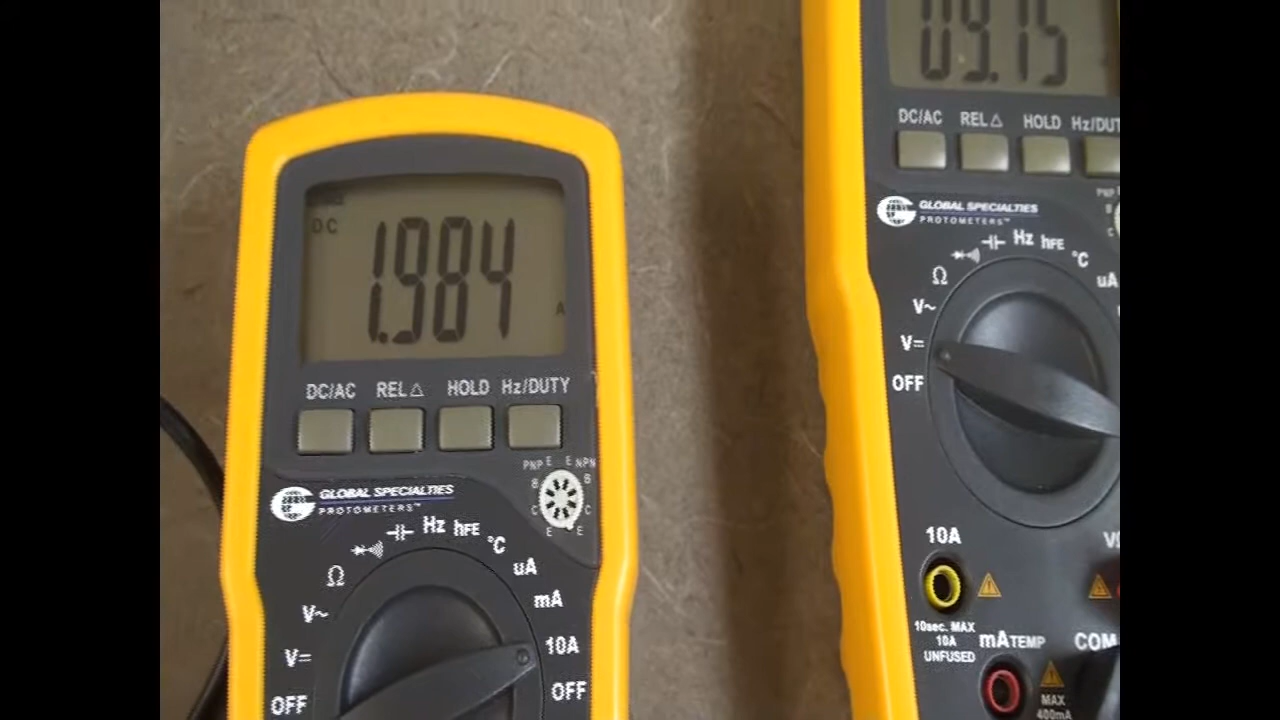 DC
1.984
A
DC/AC REL△ HOLD Hz/DUTY
PNP E E NPN
B B
C C
E E
GLOBAL SPECIALTIES
PROTOMETERS™
Hz hFE
°C
Ω uA
V~ mA
V= 10A
OFF OFF
09.15
DC/AC REL△ HOLD Hz/DUT
PNP
B
C
GLOBAL SPECIALTIES
PROTOMETERS™
Hz hFE
°C
Ω uA
V~
V=
OFF
10A VΩ
10sec. MAX
10A
UNFUSED
mATEMP COM
MAX
400mA